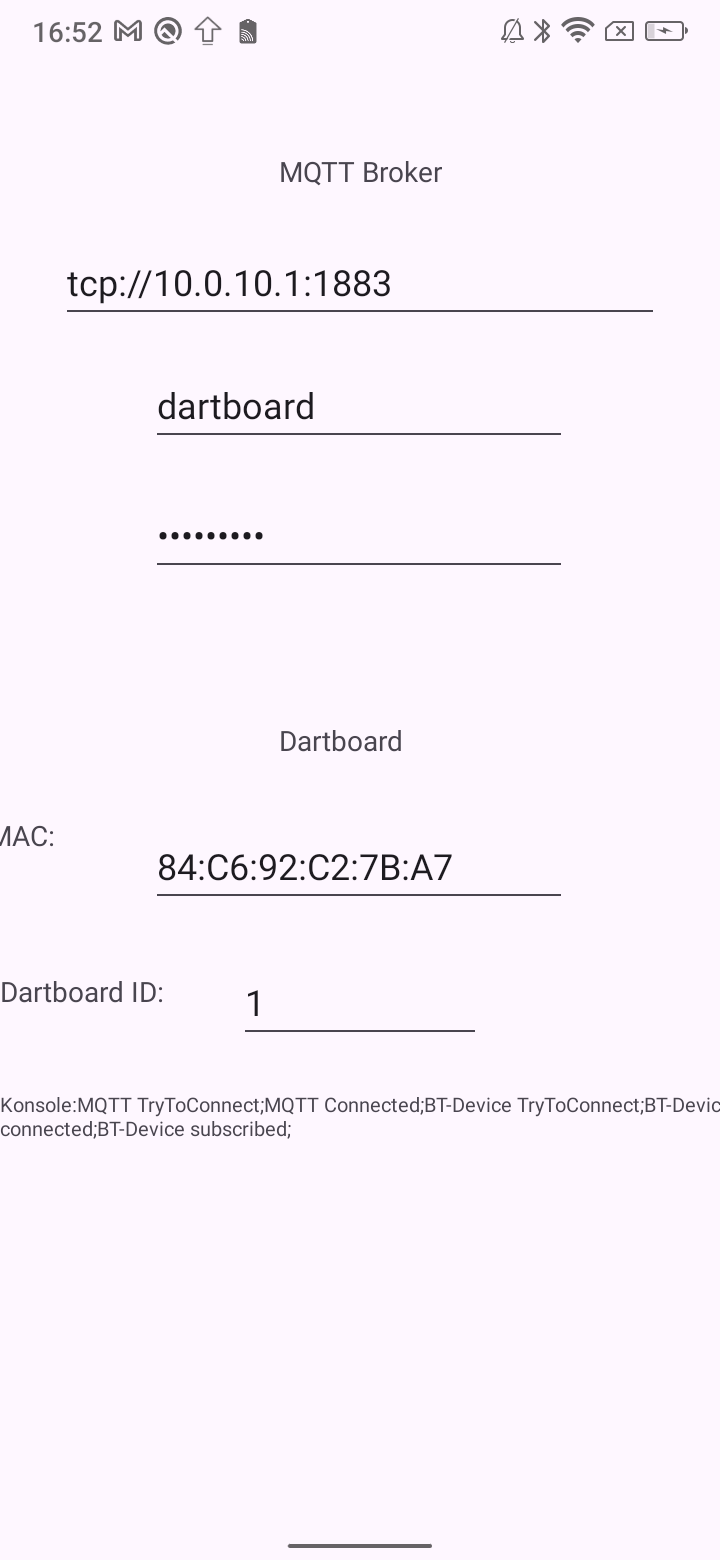 16:52
MQTT Broker
tcp://10.0.10.1:1883
dartboard
•••••••••
Dartboard
MAC:
84:C6:92:C2:7B:A7
Dartboard ID:
1
Konsole:MQTT TryToConnect;MQTT Connected;BT-Device TryToConnect;BT-Devic
connected;BT-Device subscribed;